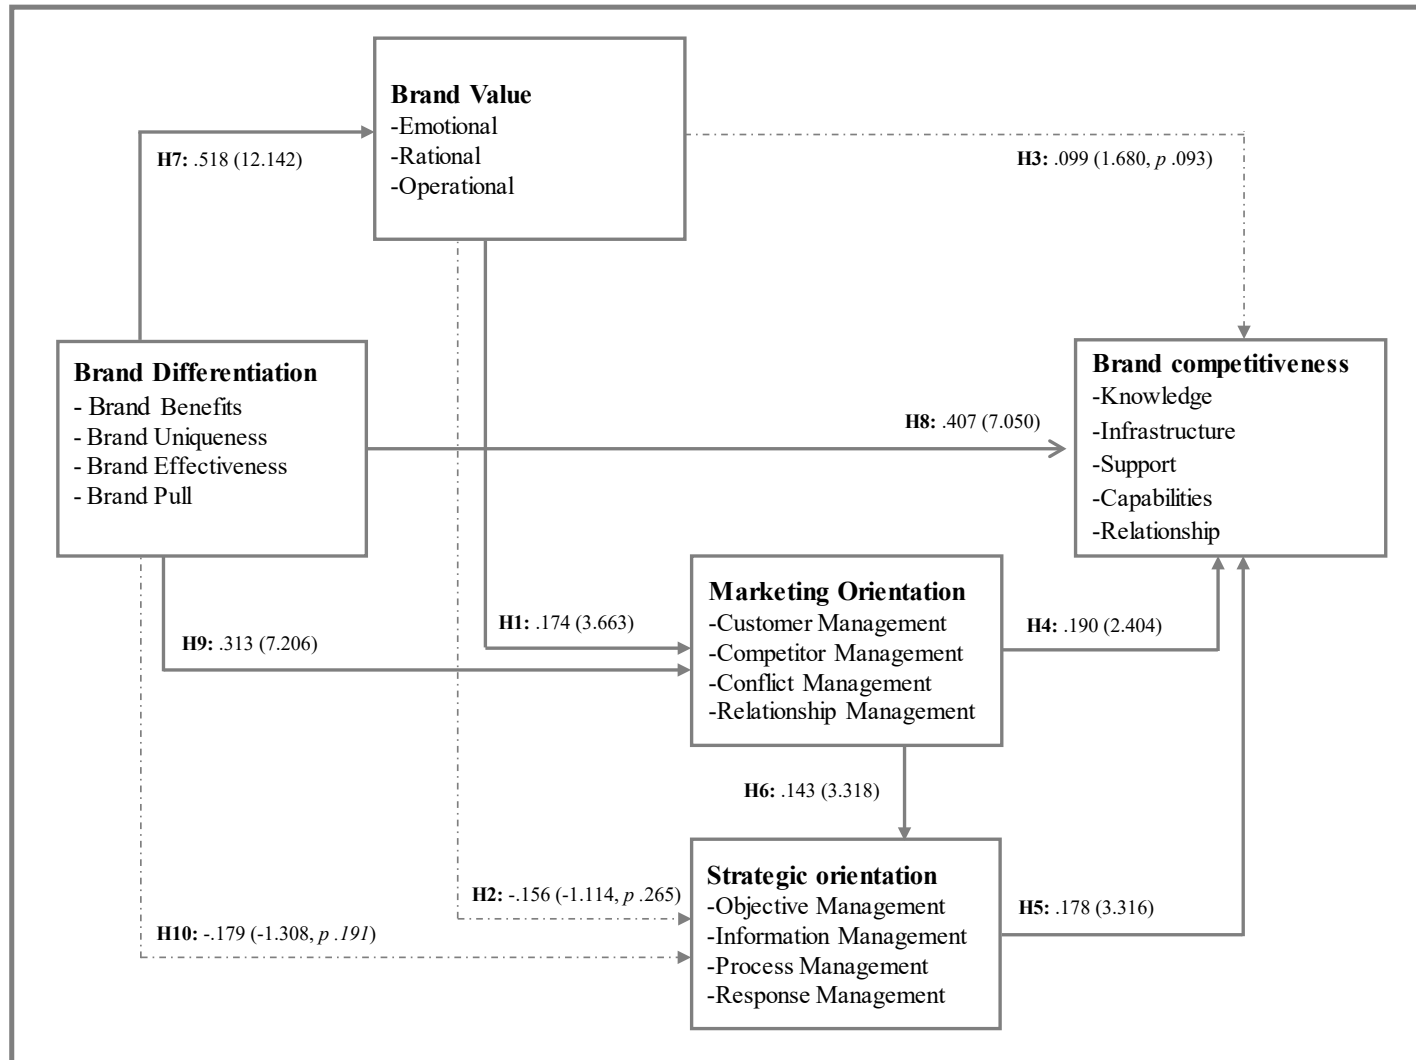 Brand Value
-Emotional
-Rational
-Operational
H7: .518 (12.142)
H3: .099 (1.680, p .093)
Brand Differentiation
- Brand Benefits
- Brand Uniqueness
- Brand Effectiveness
- Brand Pull
H8: .407 (7.050)
Brand competitiveness
-Knowledge
-Infrastructure
-Support
-Capabilities
-Relationship
H9: .313 (7.206)
H1: .174 (3.663)
Marketing Orientation
-Customer Management
-Competitor Management
-Conflict Management
-Relationship Management
H4: .190 (2.404)
H6: .143 (3.318)
H2: -.156 (-1.114, p .265)
H10: -.179 (-1.308, p .191)
Strategic orientation
-Objective Management
-Information Management
-Process Management
-Response Management
H5: .178 (3.316)